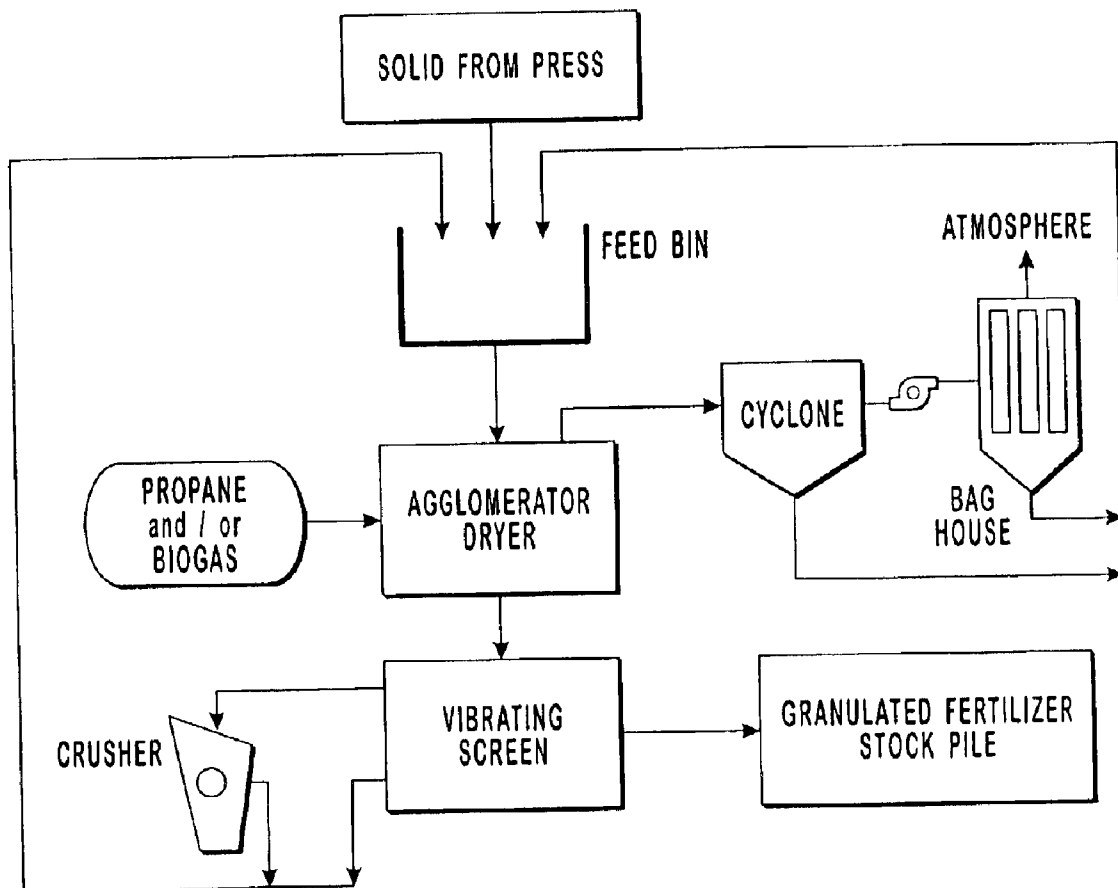 SOLID FROM PRESS
FEED BIN
ATMOSPHERE
CYCLONE
PROPANE
and / or
BIOGAS
AGGLOMERATOR
DRYER
BAG
HOUSE
CRUSHER
VIBRATING
SCREEN
GRANULATED FERTILIZER
STOCK PILE